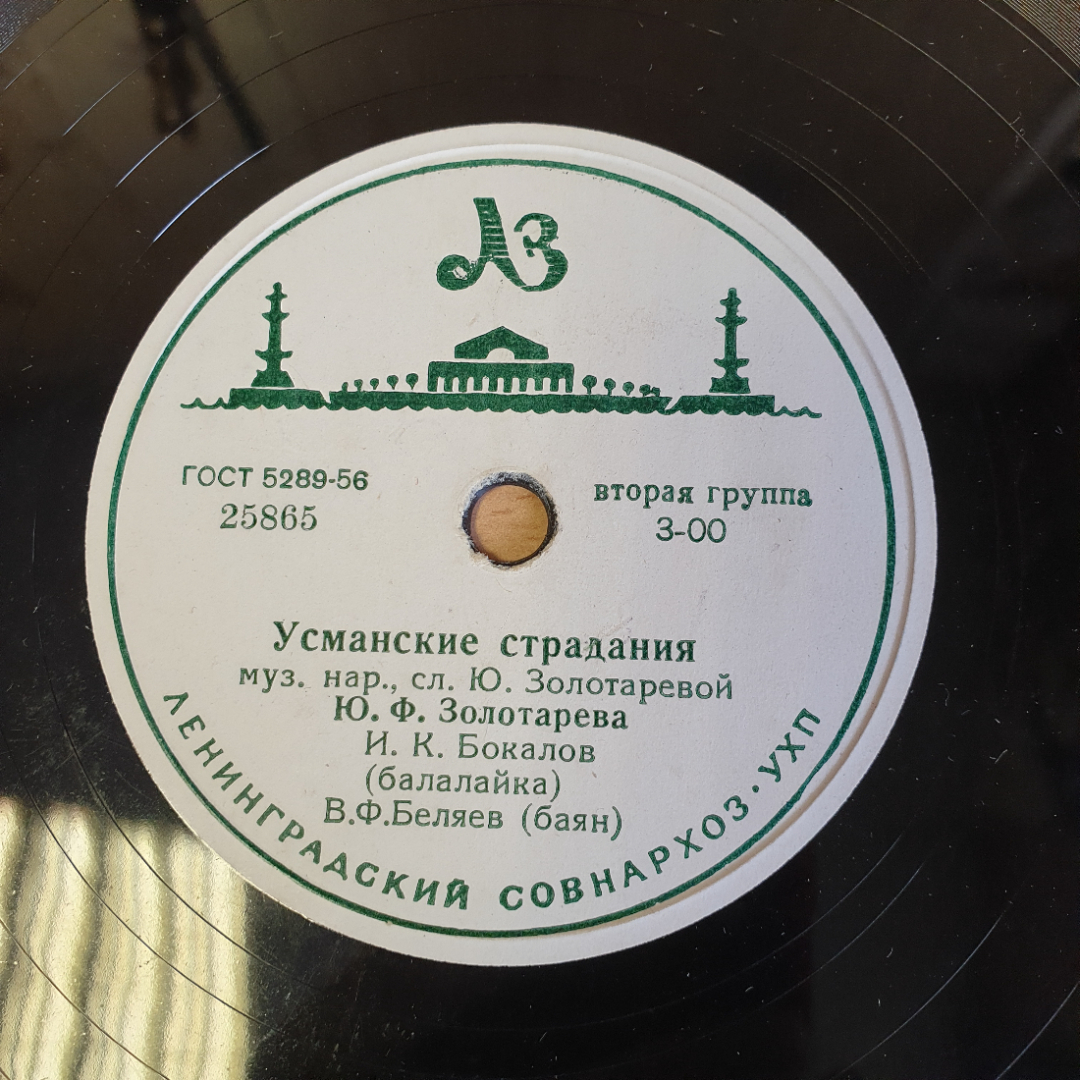 АЗ
ГОСТ 5289-56
25865
вторая группа
3-00
Усманские страдания
муз. нар., сл. Ю. Золотаревой
Ю. Ф. Золотарева
И. К. Бокалов
(балалайка)
В.Ф.Беляев (баян)
ЛЕНИНГРАДСКИЙ СОВНАРХОЗ·УХП